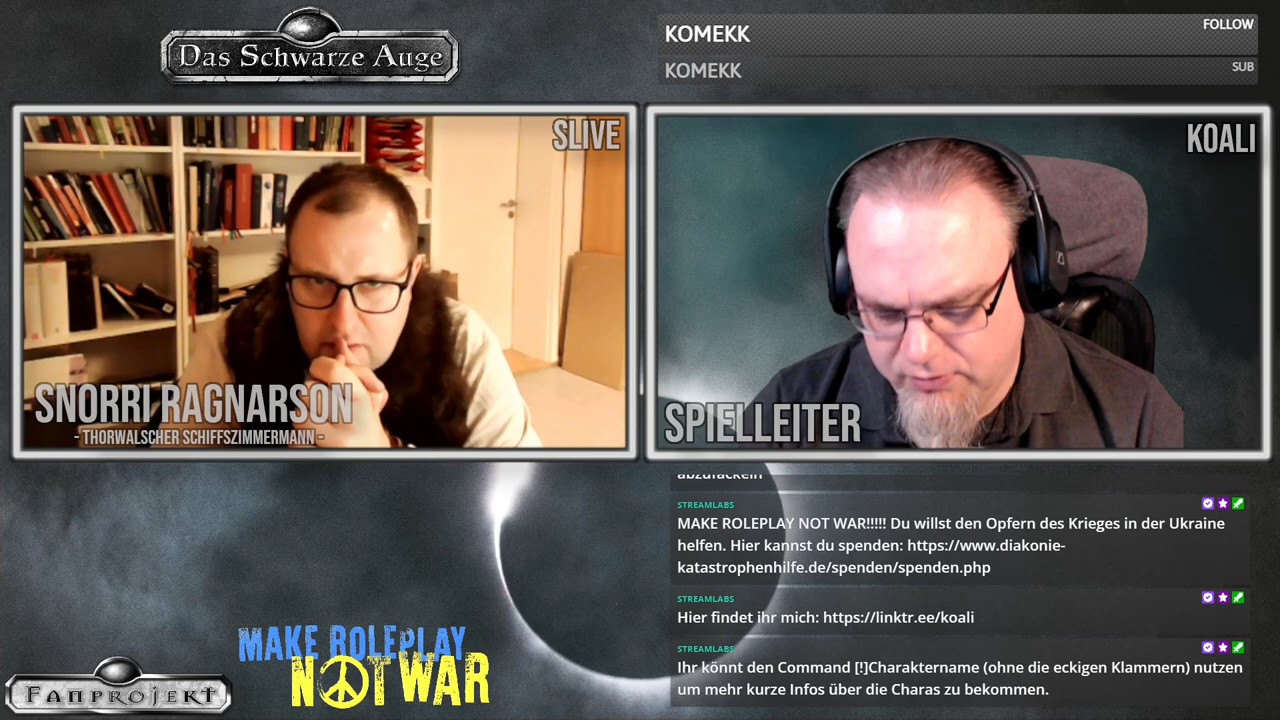 Das Schwarze Auge
KOMEKK
FOLLOW
KOMEKK
SUB
SLIVE
SNORRI RAGNARSON
- THORWALSCHER SCHIFFSZIMMERMANN -
KOALI
SPIELLEITER
abzufackeln
STREAMLABS
MAKE ROLEPLAY NOT WAR!!!!! Du willst den Opfern des Krieges in der Ukraine
helfen. Hier kannst du spenden: https://www.diakonie-
katastrophenhilfe.de/spenden/spenden.php
STREAMLABS
Hier findet ihr mich: https://linktr.ee/koali
STREAMLABS
Ihr könnt den Command [!]Charaktername (ohne die eckigen Klammern) nutzen
um mehr kurze Infos über die Charas zu bekommen.
MAKE ROLEPLAY
NOT WAR
FANPROJEKT